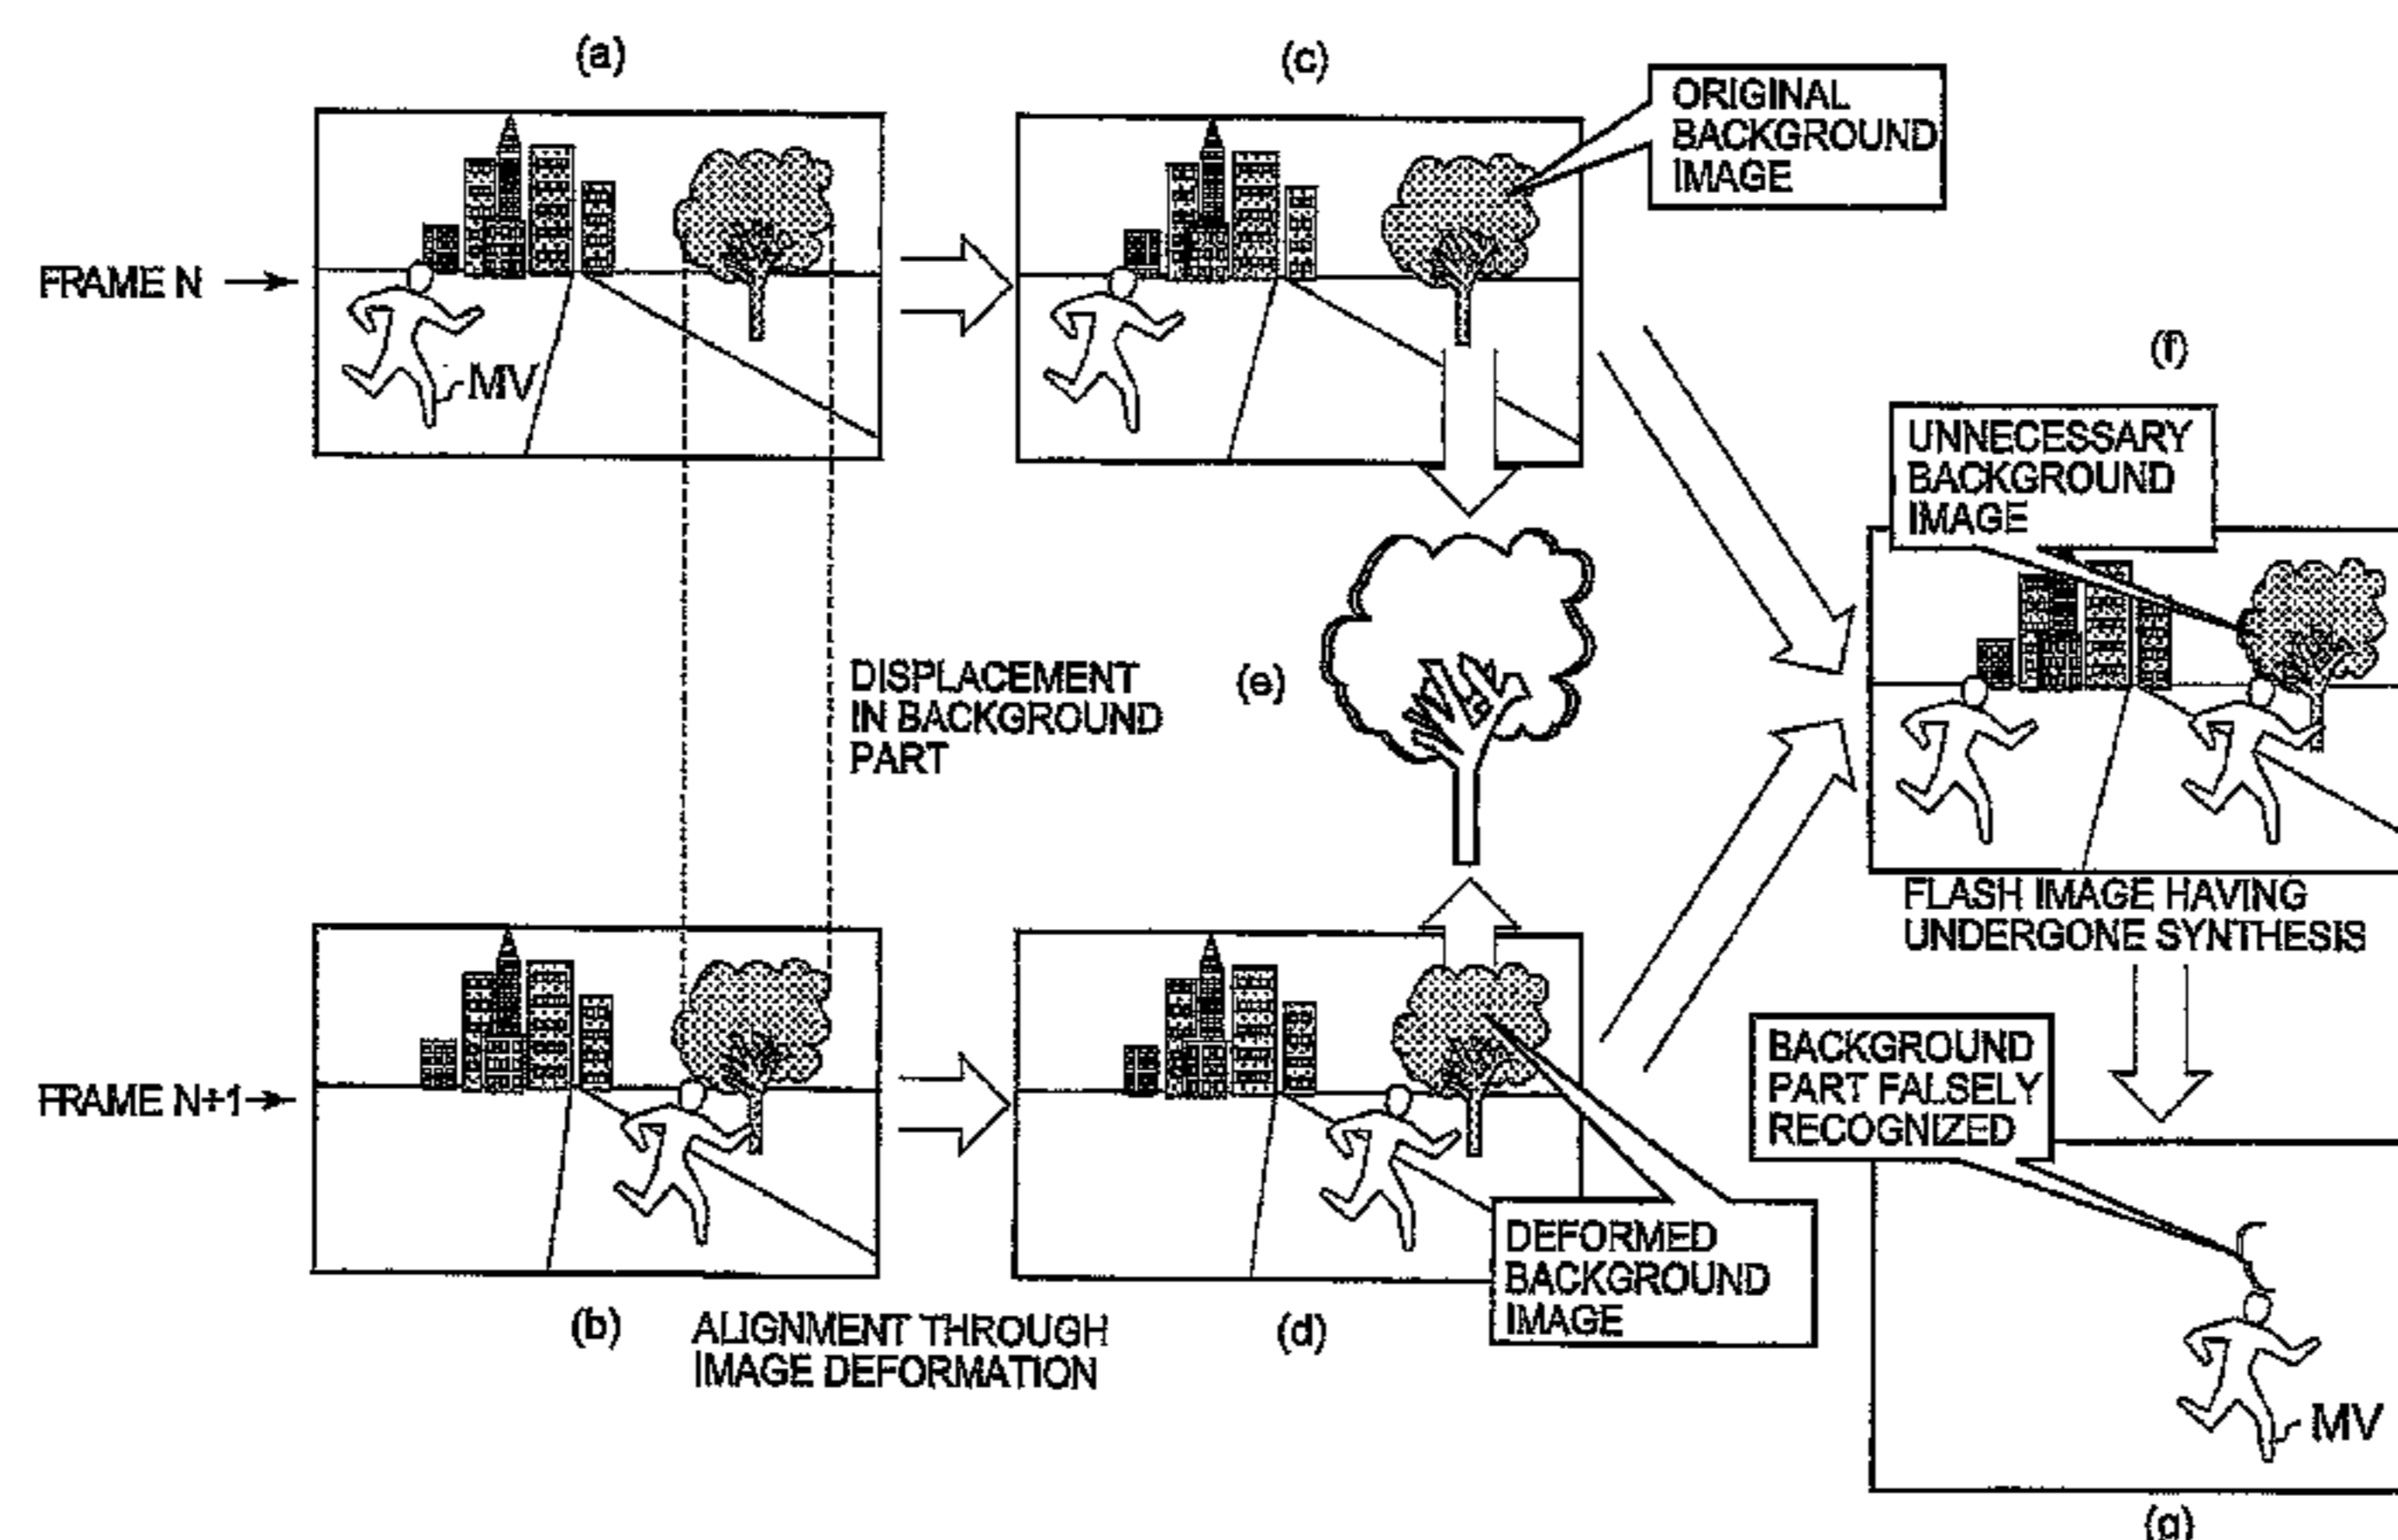 (a)
(c)
ORIGINAL
BACKGROUND
IMAGE
FRAME N
MV
(f)
UNNECESSARY
BACKGROUND
IMAGE
DISPLACEMENT
IN BACKGROUND
PART
(e)
FLASH IMAGE HAVING
UNDERGONE SYNTHESIS
FRAME N+1
BACKGROUND
PART FALSELY
RECOGNIZED
DEFORMED
BACKGROUND
IMAGE
(b)
ALIGNMENT THROUGH
IMAGE DEFORMATION
(d)
MV
(g)